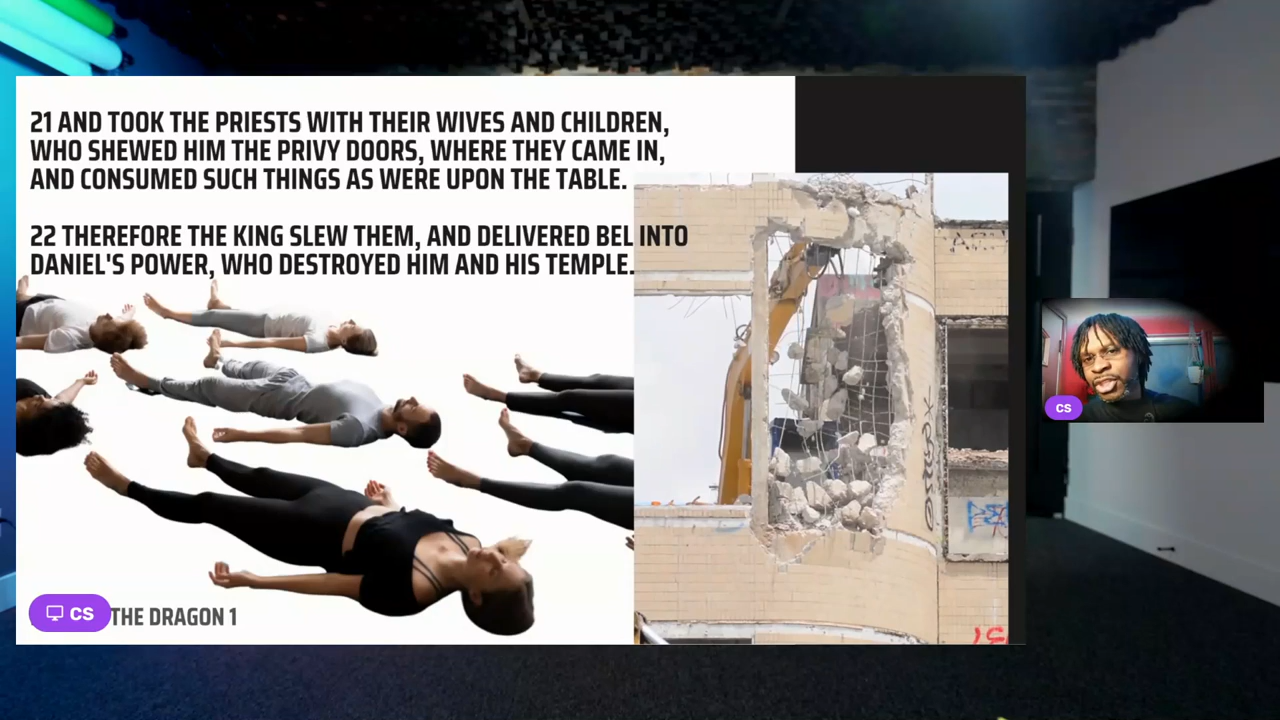 21 AND TOOK THE PRIESTS WITH THEIR WIVES AND CHILDREN,
WHO SHEWED HIM THE PRIVY DOORS, WHERE THEY CAME IN,
AND CONSUMED SUCH THINGS AS WERE UPON THE TABLE.
22 THEREFORE THE KING SLEW THEM, AND DELIVERED BEL INTO
DANIEL'S POWER, WHO DESTROYED HIM AND HIS TEMPLE.
CS
CS THE DRAGON 1